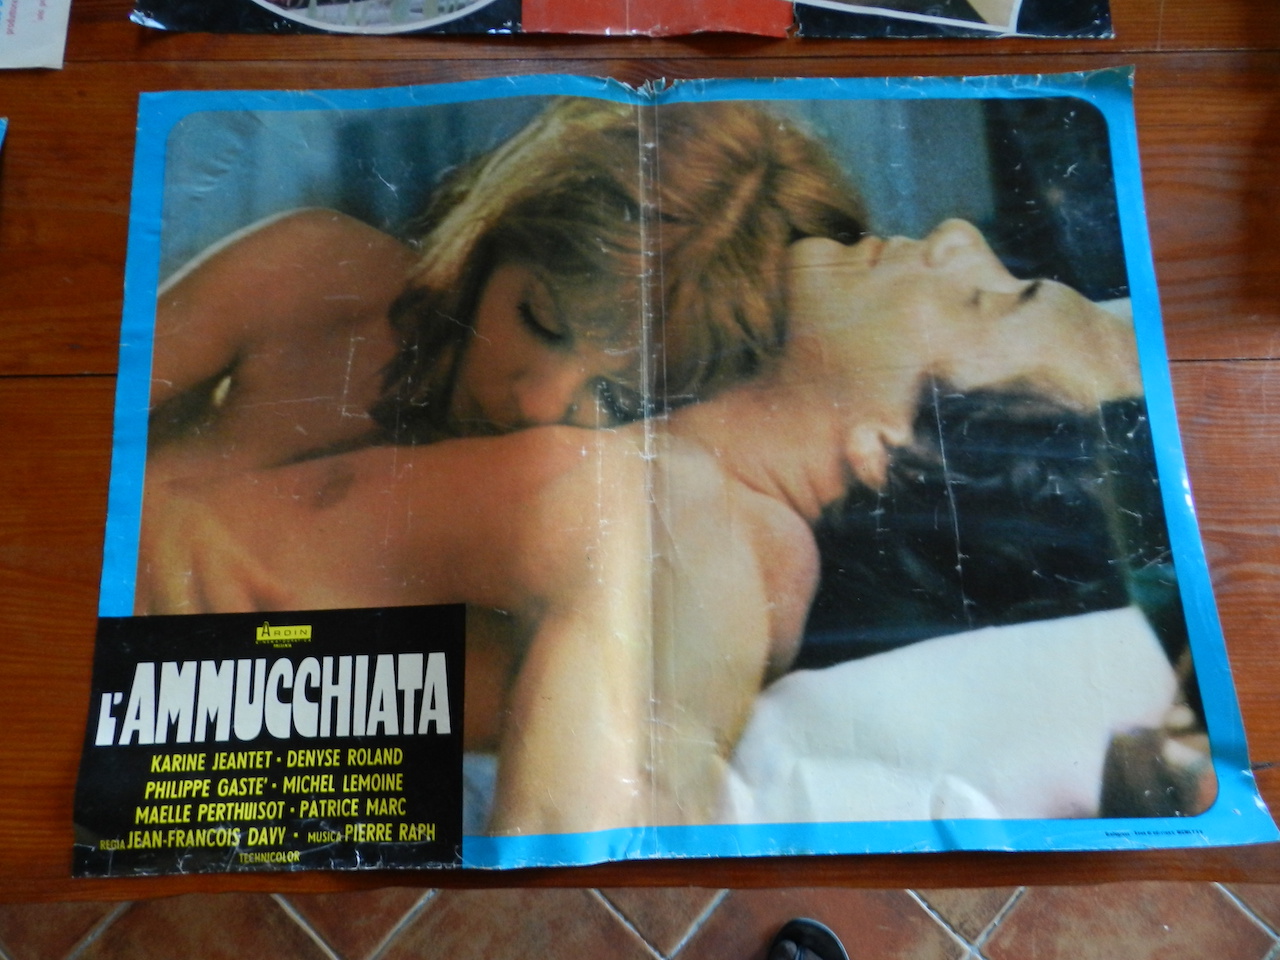 ARDIN
PRESENTA
L'AMMUCCHIATA
KARINE JEANTET · DENYSE ROLAND
PHILIPPE GASTE' · MICHEL LEMOINE
MAELLE PERTHUISOT · PATRICE MARC
REGIA JEAN-FRANCOIS DAVY · MUSICA PIERRE RAPH
TECHNICOLOR